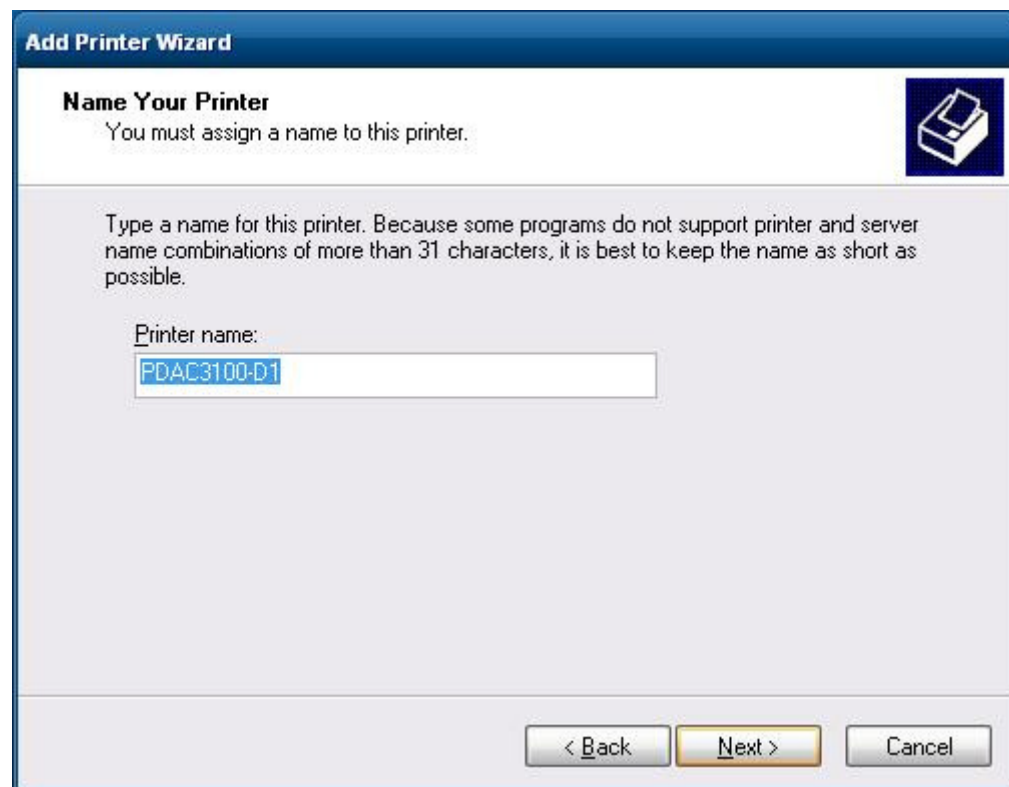 Add Printer Wizard
Name Your Printer
You must assign a name to this printer.
Type a name for this printer. Because some programs do not support printer and server
name combinations of more than 31 characters, it is best to keep the name as short as
possible.
Printer name:
PDAC3100-D1
< Back Next > Cancel